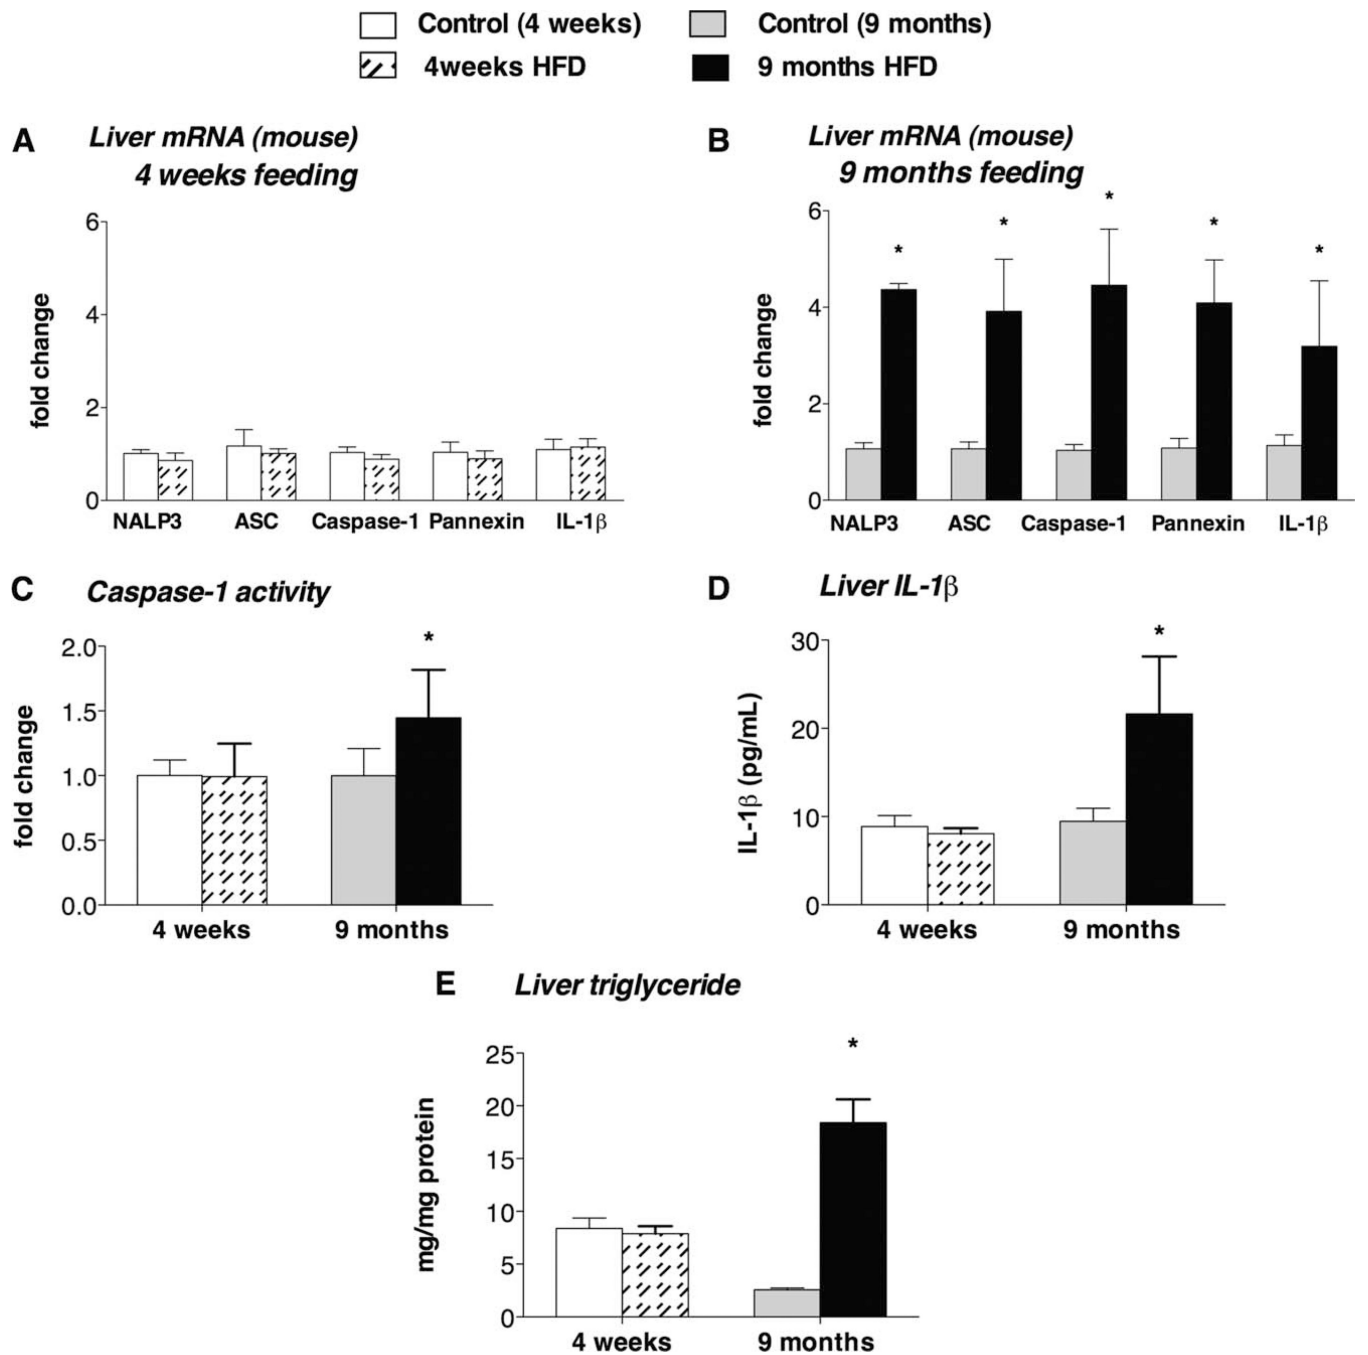 Control (4 weeks)
Control (9 months)
4weeks HFD
9 months HFD
A
Liver mRNA (mouse)
4 weeks feeding
fold change
6
4
2
0
NALP3
ASC
Caspase-1
Pannexin
IL-1β
B
Liver mRNA (mouse)
9 months feeding
fold change
6
4
2
0
*
*
*
*
*
NALP3
ASC
Caspase-1
Pannexin
IL-1β
C
Caspase-1 activity
fold change
2.0
1.5
1.0
0.5
0.0
*
4 weeks
9 months
D
Liver IL-1β
IL-1β (pg/mL)
30
20
10
0
*
4 weeks
9 months
E
Liver triglyceride
mg/mg protein
25
20
15
10
5
0
*
4 weeks
9 months